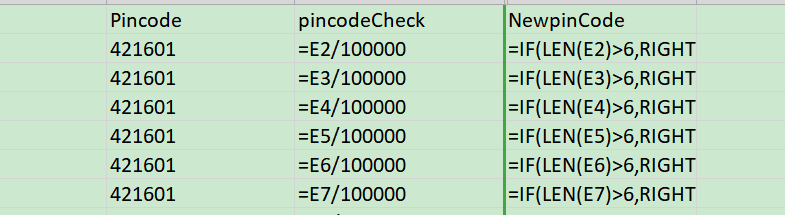 Pincode pincodeCheck NewpinCode
421601 =E2/100000 =IF(LEN(E2)>6,RIGHT
421601 =E3/100000 =IF(LEN(E3)>6,RIGHT
421601 =E4/100000 =IF(LEN(E4)>6,RIGHT
421601 =E5/100000 =IF(LEN(E5)>6,RIGHT
421601 =E6/100000 =IF(LEN(E6)>6,RIGHT
421601 =E7/100000 =IF(LEN(E7)>6,RIGHT